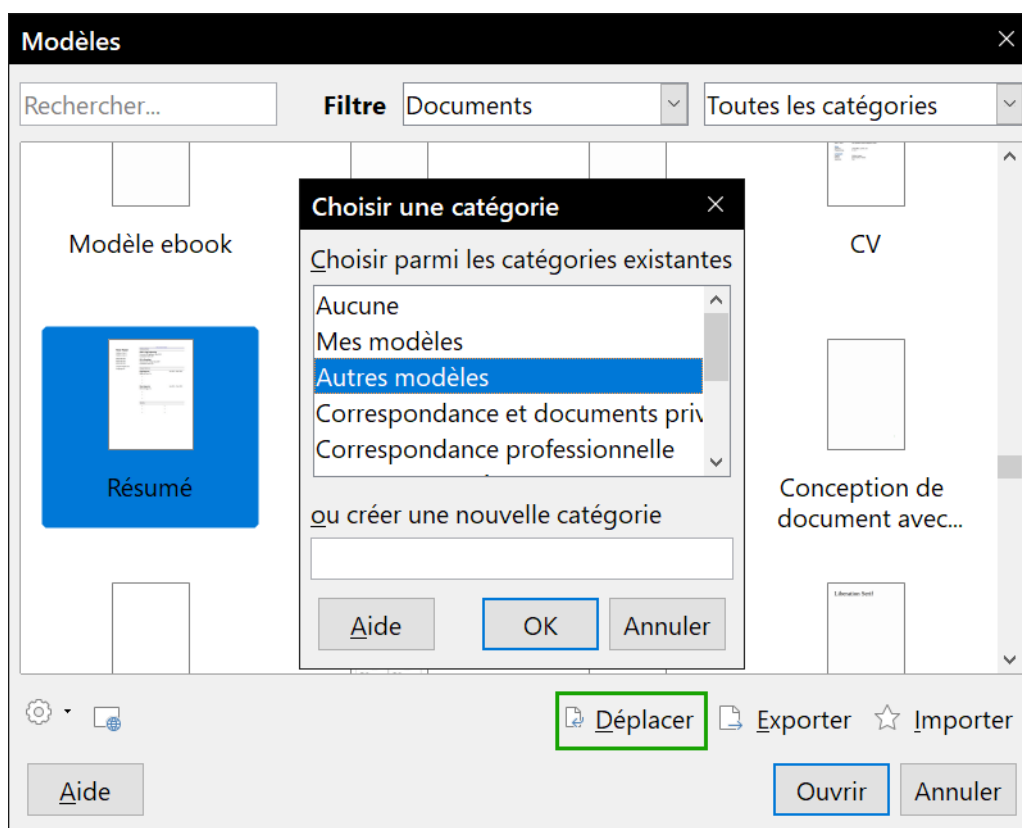 Modèles
Rechercher...
Filtre
Documents
Toutes les catégories
Modèle ebook
CV
Choisir une catégorie
Choisir parmi les catégories existantes
Aucune
Mes modèles
Autres modèles
Correspondance et documents priv
Correspondance professionnelle
ou créer une nouvelle catégorie
Aide
OK
Annuler
Résumé
Conception de
document avec...
Liberation Serif
Déplacer
Exporter
Importer
Aide
Ouvrir
Annuler